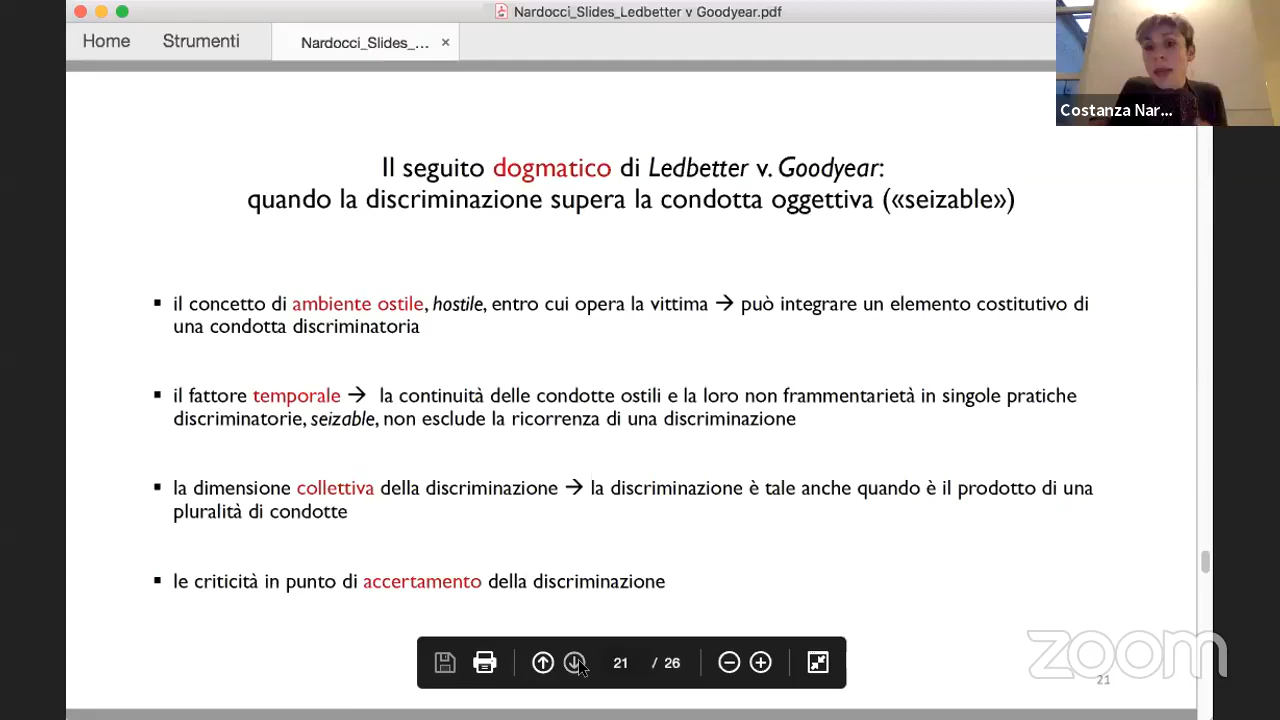 Nardocci_Slides_Ledbetter v Goodyear.pdf
Home Strumenti Nardocci_Slides_... ×
Costanza Nar...
Il seguito dogmatico di Ledbetter v. Goodyear:
quando la discriminazione supera la condotta oggettiva («seizable»)
▪ il concetto di ambiente ostile, hostile, entro cui opera la vittima → può integrare un elemento costitutivo di
una condotta discriminatoria
▪ il fattore temporale → la continuità delle condotte ostili e la loro non frammentarietà in singole pratiche
discriminatorie, seizable, non esclude la ricorrenza di una discriminazione
▪ la dimensione collettiva della discriminazione → la discriminazione è tale anche quando è il prodotto di una
pluralità di condotte
▪ le criticità in punto di accertamento della discriminazione
21 / 26
zoom
21